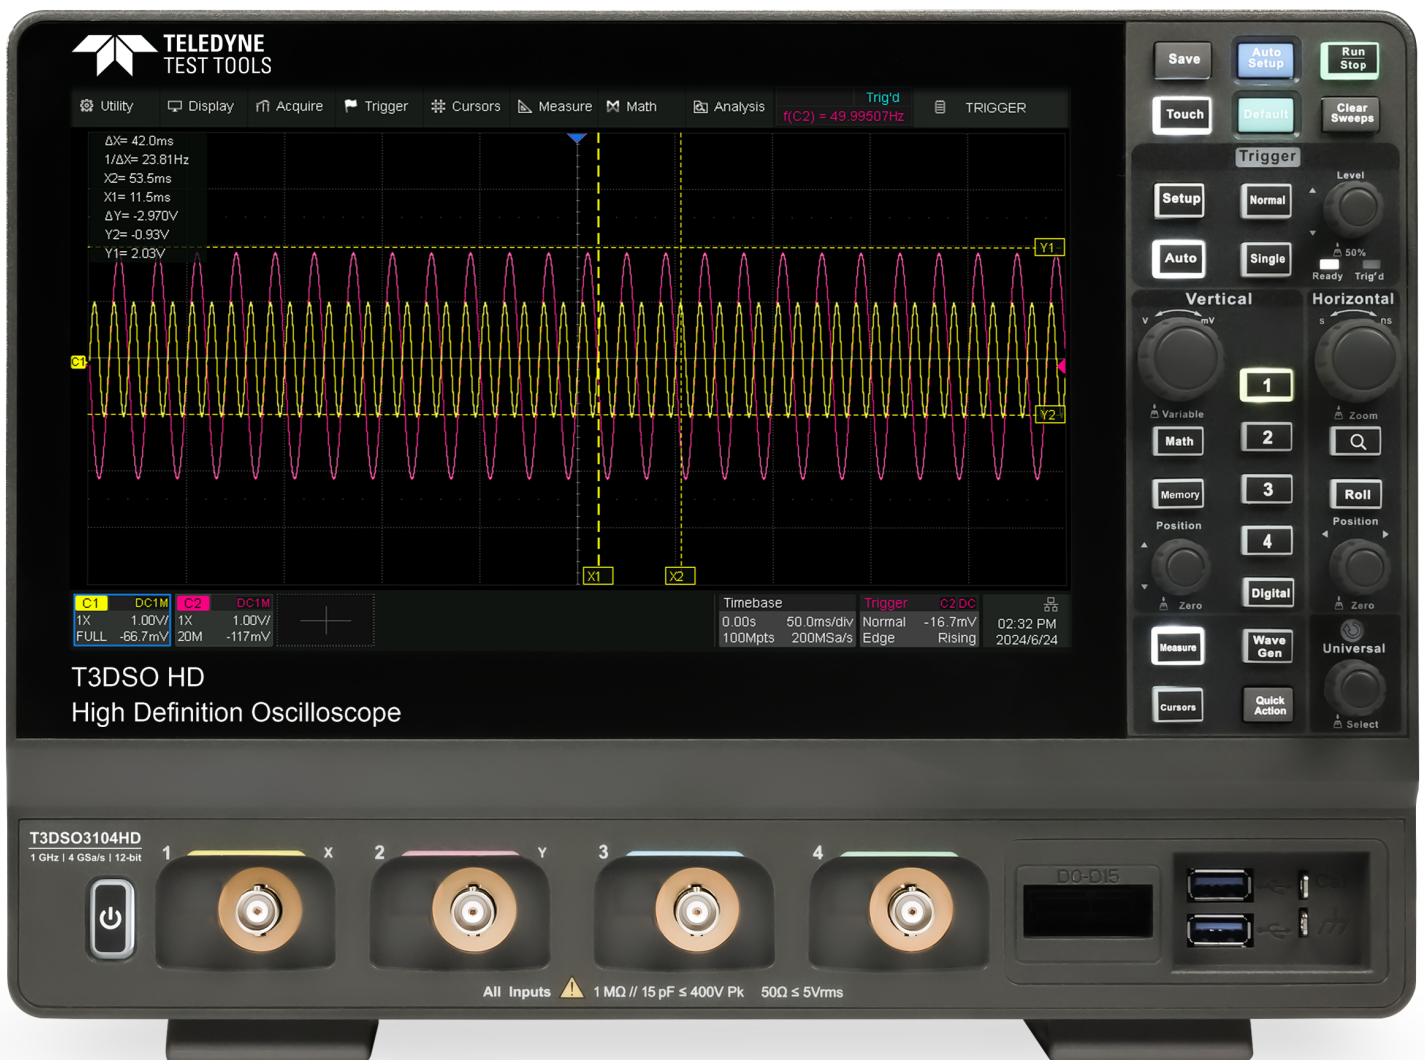 TELEDYNE
TEST TOOLS
Utility Display Acquire Trigger Cursors Measure Math Analysis
Trig'd
f(C2) = 49.99507Hz
TRIGGER
ΔX= 42.0ms
1/ΔX= 23.81Hz
X2= 53.5ms
X1= 11.5ms
ΔY= -2.970V
Y2= -0.93V
Y1= 2.03V
Y1
C1
Y2
X1 X2
C1 DC1M
1X 1.00V/
FULL -66.7mV
C2 DC1M
1X 1.00V/
20M -117mV
Timebase
0.00s 50.0ms/div
100Mpts 200MSa/s
Trigger C2 DC
Normal -16.7mV
Edge Rising
02:32 PM
2024/6/24
T3DSO HD
High Definition Oscilloscope
Save
Auto
Setup
Run
Stop
Touch
Default
Clear
Sweeps
Trigger
Level
Setup
Normal
Auto
Single
50%
Ready Trig'd
Vertical
Horizontal
V mV
s ns
1
Variable
Zoom
Math
2
Memory
3
Roll
Position
Position
4
Zero
Digital
Zero
Measure
Wave
Gen
Universal
Cursors
Quick
Action
Select
T3DSO3104HD
1 GHz | 4 GSa/s | 12-bit
1 X
2 Y
3
4
D0-D15
All Inputs 1 MΩ // 15 pF ≤ 400V Pk 50Ω ≤ 5Vrms